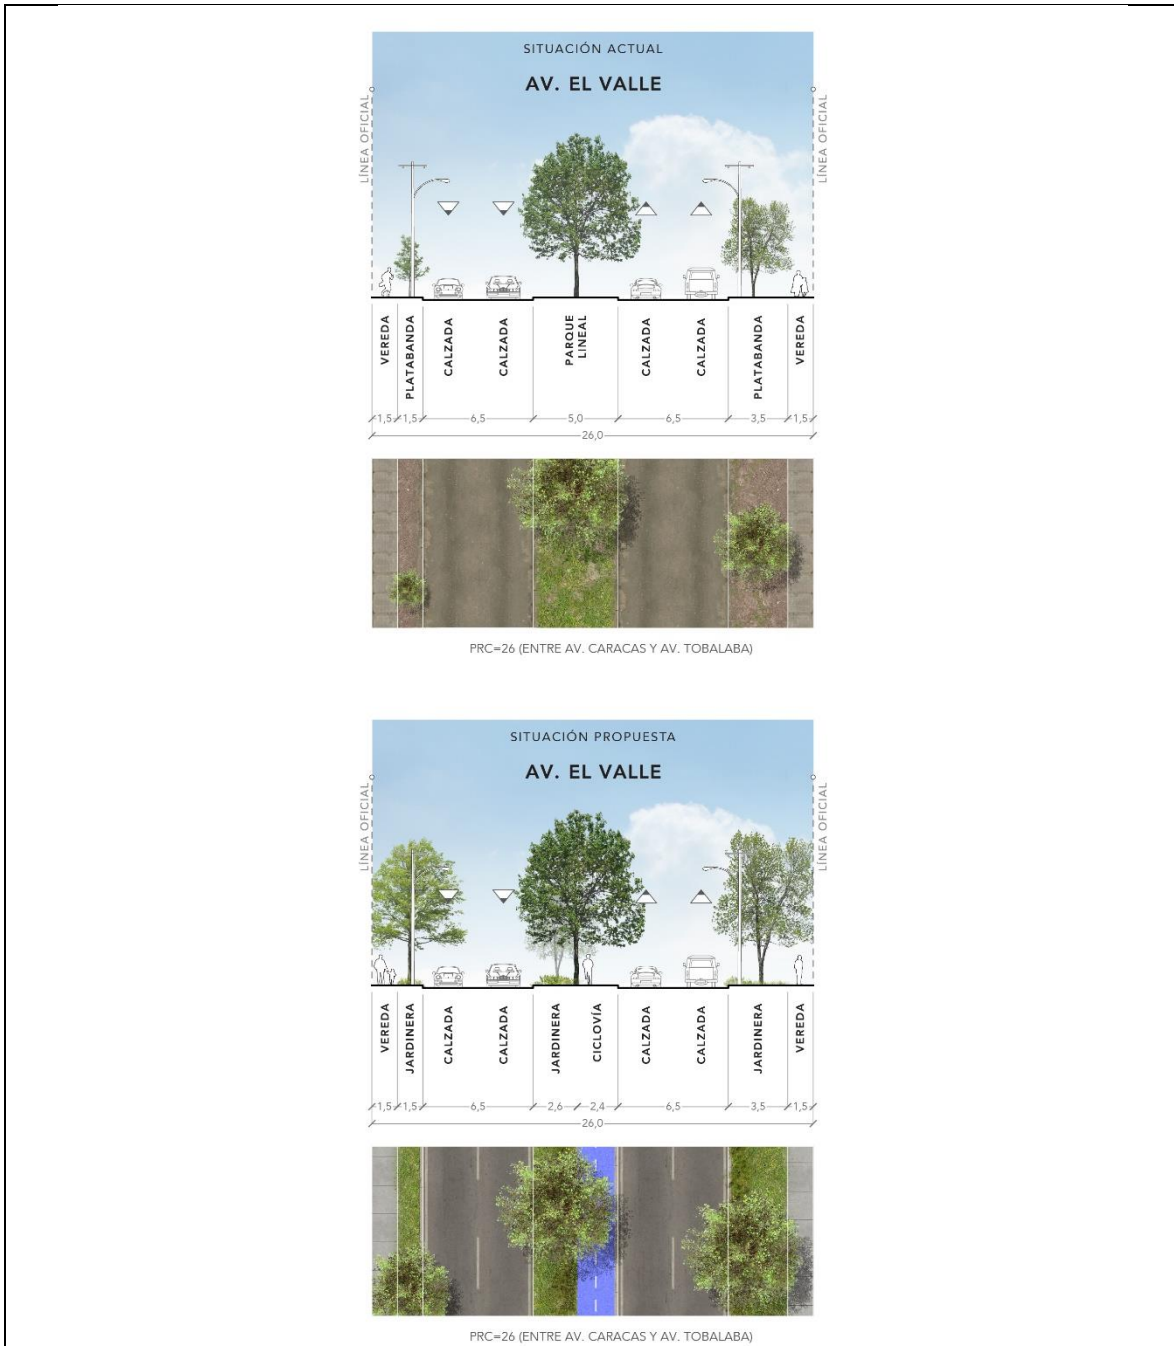 SITUACIÓN ACTUAL
AV. EL VALLE
LÍNEA OFICIAL
LÍNEA OFICIAL
VEREDA
PLATABANDA
CALZADA
CALZADA
PARQUE
LINEAL
CALZADA
CALZADA
PLATABANDA
VEREDA
1,5 1,5 6,5 5,0 6,5 3,5 1,5
26,0
PRC=26 (ENTRE AV. CARACAS Y AV. TOBALABA)
SITUACIÓN PROPUESTA
AV. EL VALLE
LÍNEA OFICIAL
LÍNEA OFICIAL
VEREDA
JARDINERA
CALZADA
CALZADA
JARDINERA
CICLOVÍA
CALZADA
CALZADA
JARDINERA
VEREDA
1,5 1,5 6,5 2,6 2,4 6,5 3,5 1,5
26,0
PRC=26 (ENTRE AV. CARACAS Y AV. TOBALABA)